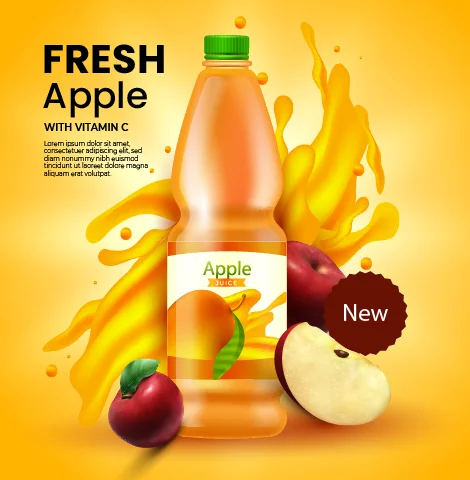 FRESH
Apple
WITH VITAMIN C
Lorem ipsum dolor sit amet,
consectetuer adipiscing elit, sed
diam nonummy nibh euismod
tincidunt ut laoreet dolore magna
aliquam erat volutpat.
Apple
JUICE
New